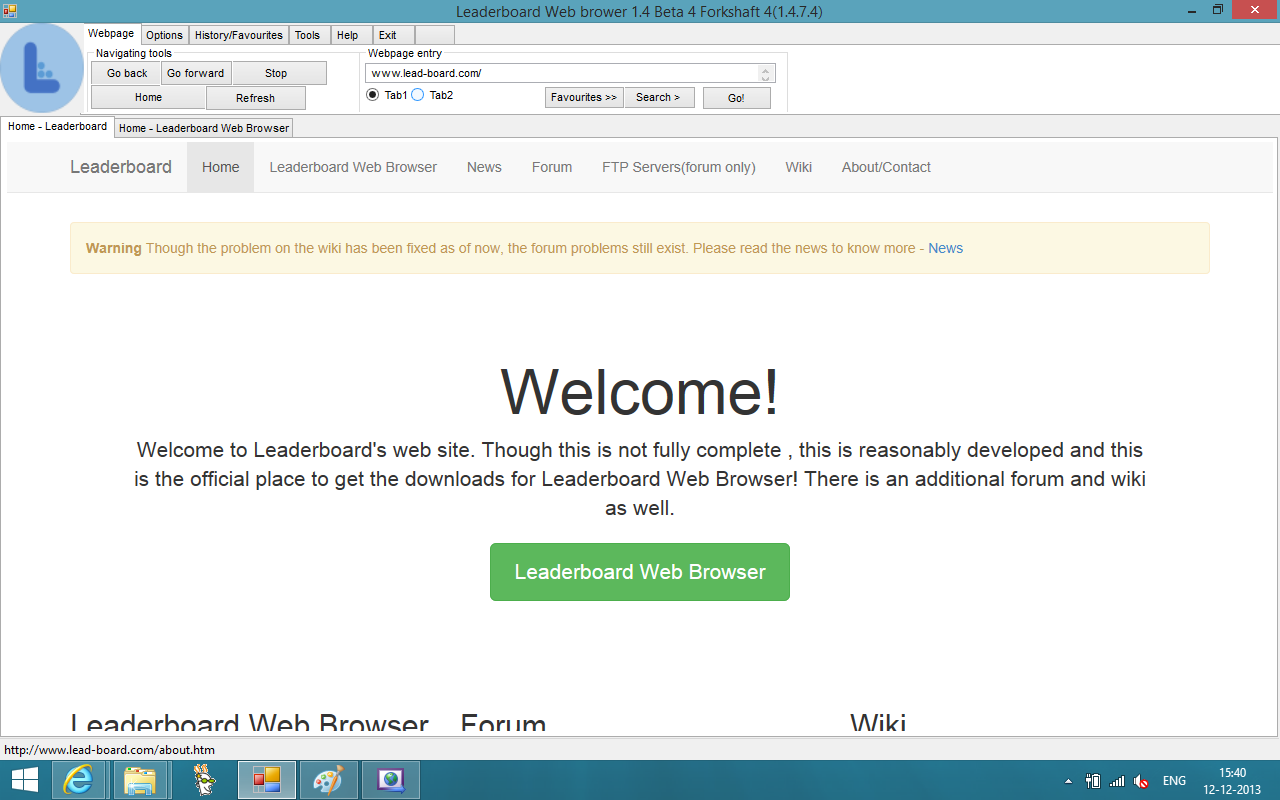 Leaderboard Web brower 1.4 Beta 4 Forkshaft 4(1.4.7.4)
Webpage Options History/Favourites Tools Help Exit
Navigating tools Webpage entry
Go back Go forward Stop www.lead-board.com/
Home Refresh Tab1 Tab2 Favourites >> Search > Go!
Home - Leaderboard Home - Leaderboard Web Browser
Leaderboard Home Leaderboard Web Browser News Forum FTP Servers(forum only) Wiki About/Contact
Warning Though the problem on the wiki has been fixed as of now, the forum problems still exist. Please read the news to know more - News
Welcome!
Welcome to Leaderboard's web site. Though this is not fully complete , this is reasonably developed and this
is the official place to get the downloads for Leaderboard Web Browser! There is an additional forum and wiki
as well.
Leaderboard Web Browser
Leaderboard Web Browser Forum Wiki
http://www.lead-board.com/about.htm
ENG 15:40
12-12-2013